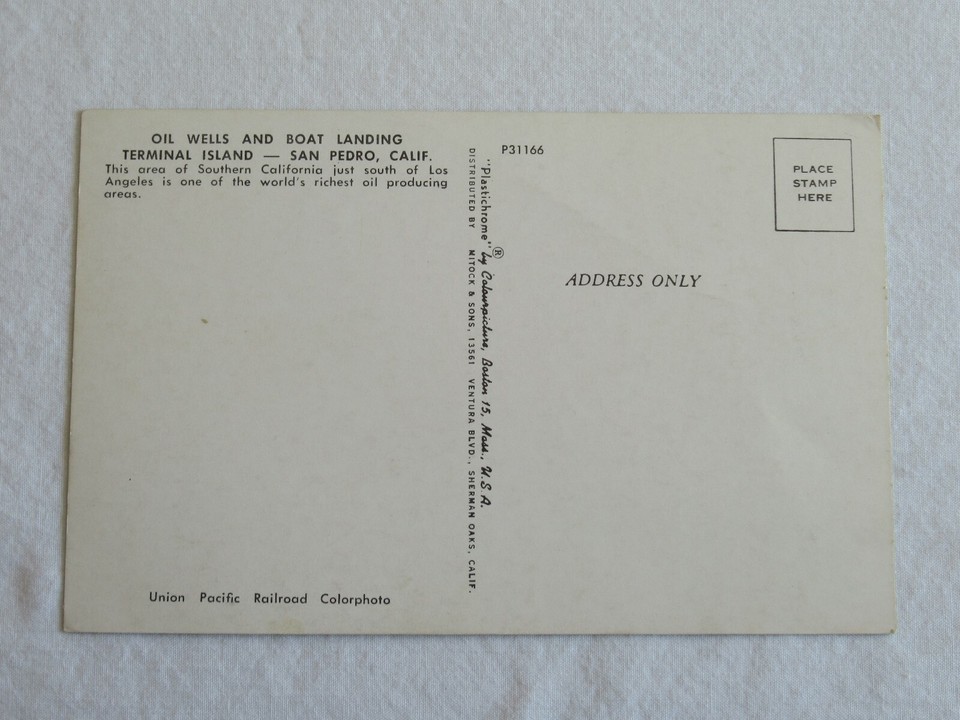 OIL WELLS AND BOAT LANDING
TERMINAL ISLAND — SAN PEDRO, CALIF.
This area of Southern California just south of Los
Angeles is one of the world's richest oil producing
areas.
Union Pacific Railroad Colorphoto
"Plastichrome"® by Colourpicture, Boston 15, Mass., U.S.A.
DISTRIBUTED BY MITOCK & SONS, 13561 VENTURA BLVD., SHERMAN OAKS, CALIF.
P31166
PLACE
STAMP
HERE
ADDRESS ONLY